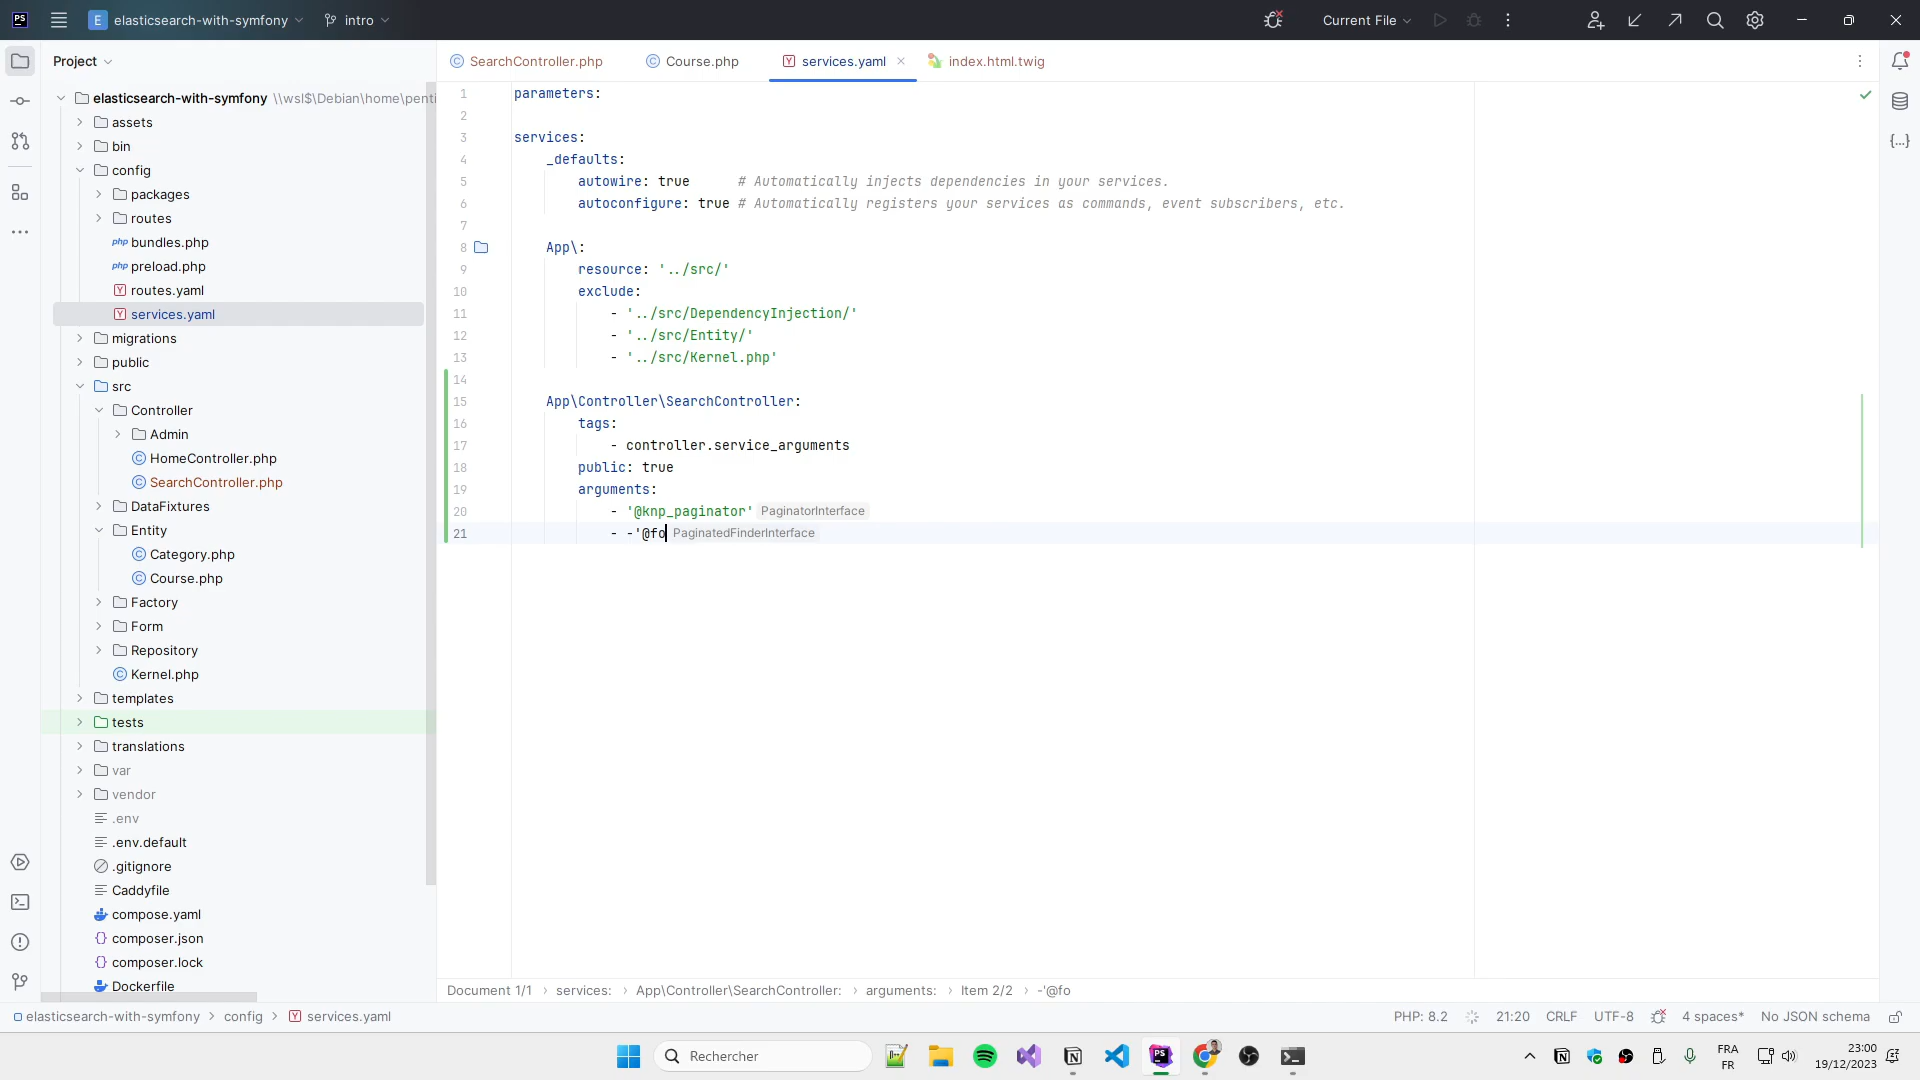 PS
E elasticsearch-with-symfony
intro
Current File
Project
SearchController.php
Course.php
services.yaml
index.html.twig
elasticsearch-with-symfony \\wsl$\Debian\home\penti
assets
bin
config
packages
routes
php bundles.php
php preload.php
Y routes.yaml
Y services.yaml
migrations
public
src
Controller
Admin
HomeController.php
SearchController.php
DataFixtures
Entity
Category.php
Course.php
Factory
Form
Repository
Kernel.php
templates
tests
translations
var
vendor
.env
.env.default
.gitignore
Caddyfile
compose.yaml
composer.json
composer.lock
Dockerfile
1 parameters:
2
3 services:
4 _defaults:
5 autowire: true # Automatically injects dependencies in your services.
6 autoconfigure: true # Automatically registers your services as commands, event subscribers, etc.
7
8 App\:
9 resource: '../src/'
10 exclude:
11 - '../src/DependencyInjection/'
12 - '../src/Entity/'
13 - '../src/Kernel.php'
14
15 App\Controller\SearchController:
16 tags:
17 - controller.service_arguments
18 public: true
19 arguments:
20 - '@knp_paginator' PaginatorInterface
21 - -'@fo PaginatedFinderInterface
Document 1/1 › services: › App\Controller\SearchController: › arguments: › Item 2/2 › -'@fo
elasticsearch-with-symfony > config > Y services.yaml
PHP: 8.2 21:20 CRLF UTF-8 4 spaces* No JSON schema
Rechercher
FRA
FR
23:00
19/12/2023